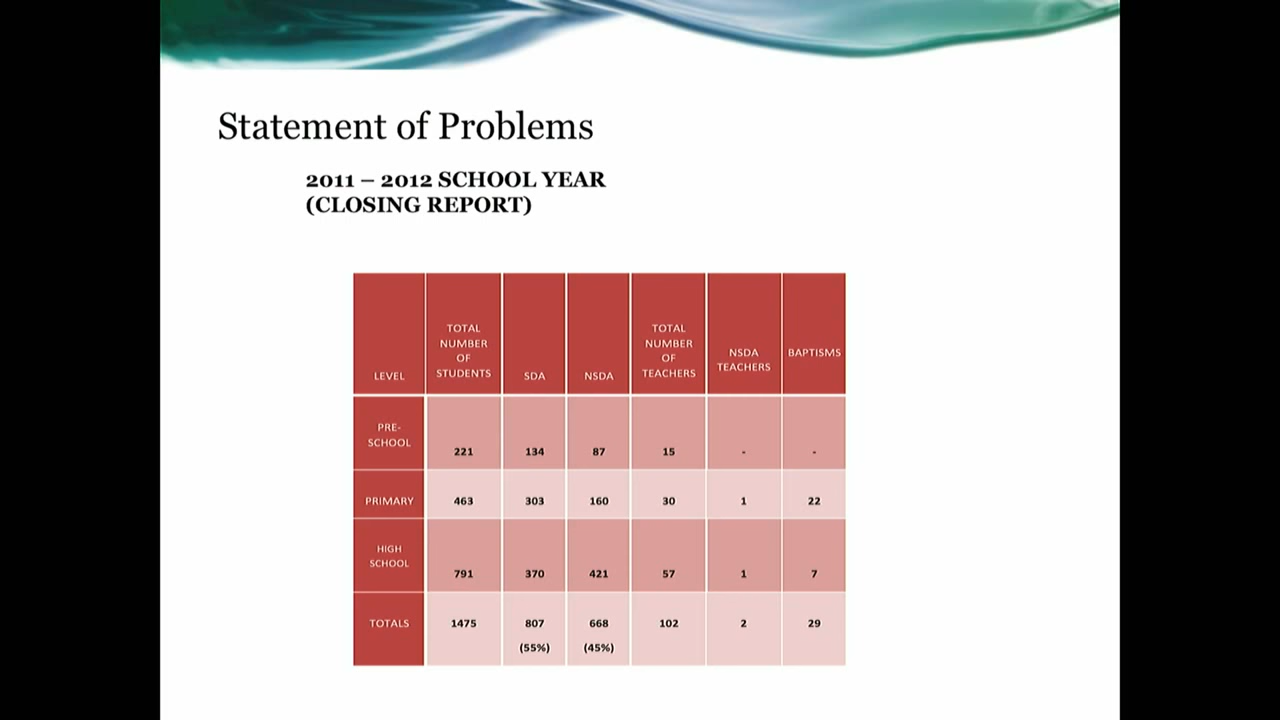 Statement of Problems
2011 – 2012 SCHOOL YEAR
(CLOSING REPORT)
LEVEL TOTAL NUMBER OF STUDENTS SDA NSDA TOTAL NUMBER OF TEACHERS NSDA TEACHERS BAPTISMS
PRE-SCHOOL 221 134 87 15 - -
PRIMARY 463 303 160 30 1 22
HIGH SCHOOL 791 370 421 57 1 7
TOTALS 1475 807 668 102 2 29
(55%) (45%)